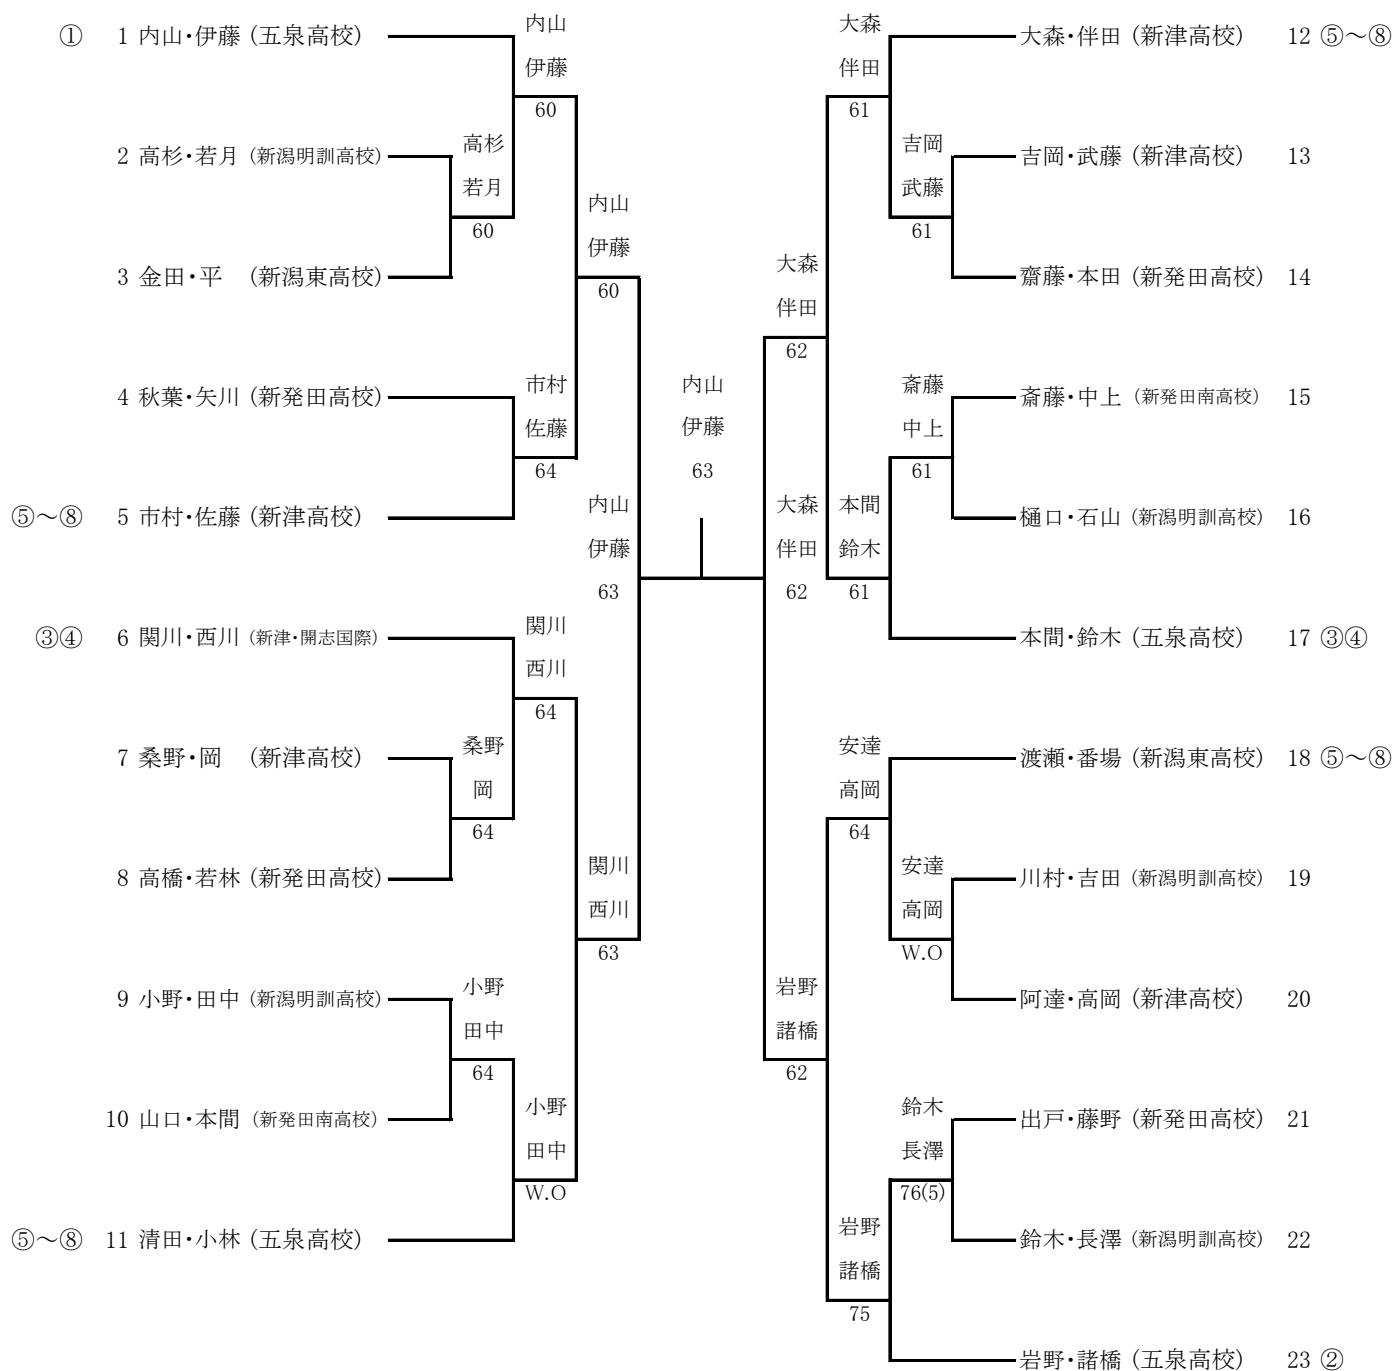 ① 1 内山・伊藤 (五泉高校)
2 高杉・若月 (新潟明訓高校)
3 金田・平 (新潟東高校)
4 秋葉・矢川 (新発田高校)
⑤～⑧ 5 市村・佐藤 (新津高校)
③④ 6 関川・西川 (新津・開志国際)
7 桑野・岡 (新津高校)
8 高橋・若林 (新発田高校)
9 小野・田中 (新潟明訓高校)
10 山口・本間 (新発田南高校)
⑤～⑧ 11 清田・小林 (五泉高校)
高杉
若月
60
桑野
岡
64
小野
田中
64
内山
伊藤
60
市村
佐藤
64
関川
西川
64
小野
田中
W.O
内山
伊藤
60
関川
西川
63
内山
伊藤
63
内山
伊藤
63
大森
伴田
62
大森
伴田
62
岩野
諸橋
62
大森
伴田
61
本間
鈴木
61
安達
高岡
64
岩野
諸橋
75
吉岡
武藤
61
斎藤
中上
61
安達
高岡
W.O
鈴木
長澤
76(5)
大森・伴田 (新津高校) 12 ⑤～⑧
吉岡・武藤 (新津高校) 13
齋藤・本田 (新発田高校) 14
斎藤・中上 (新発田南高校) 15
樋口・石山 (新潟明訓高校) 16
本間・鈴木 (五泉高校) 17 ③④
渡瀬・番場 (新潟東高校) 18 ⑤～⑧
川村・吉田 (新潟明訓高校) 19
阿達・高岡 (新津高校) 20
出戸・藤野 (新発田高校) 21
鈴木・長澤 (新潟明訓高校) 22
岩野・諸橋 (五泉高校) 23 ②